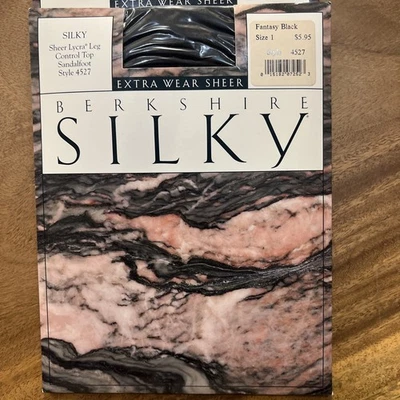 EXTRA WEAR SHEER
SILKY
Sheer Lycra® Leg
Control Top
Sandalfoot
Style 4527
Fantasy Black
Size 1 $5.95
4527
EXTRA WEAR SHEER
BERKSHIRE
SILKY